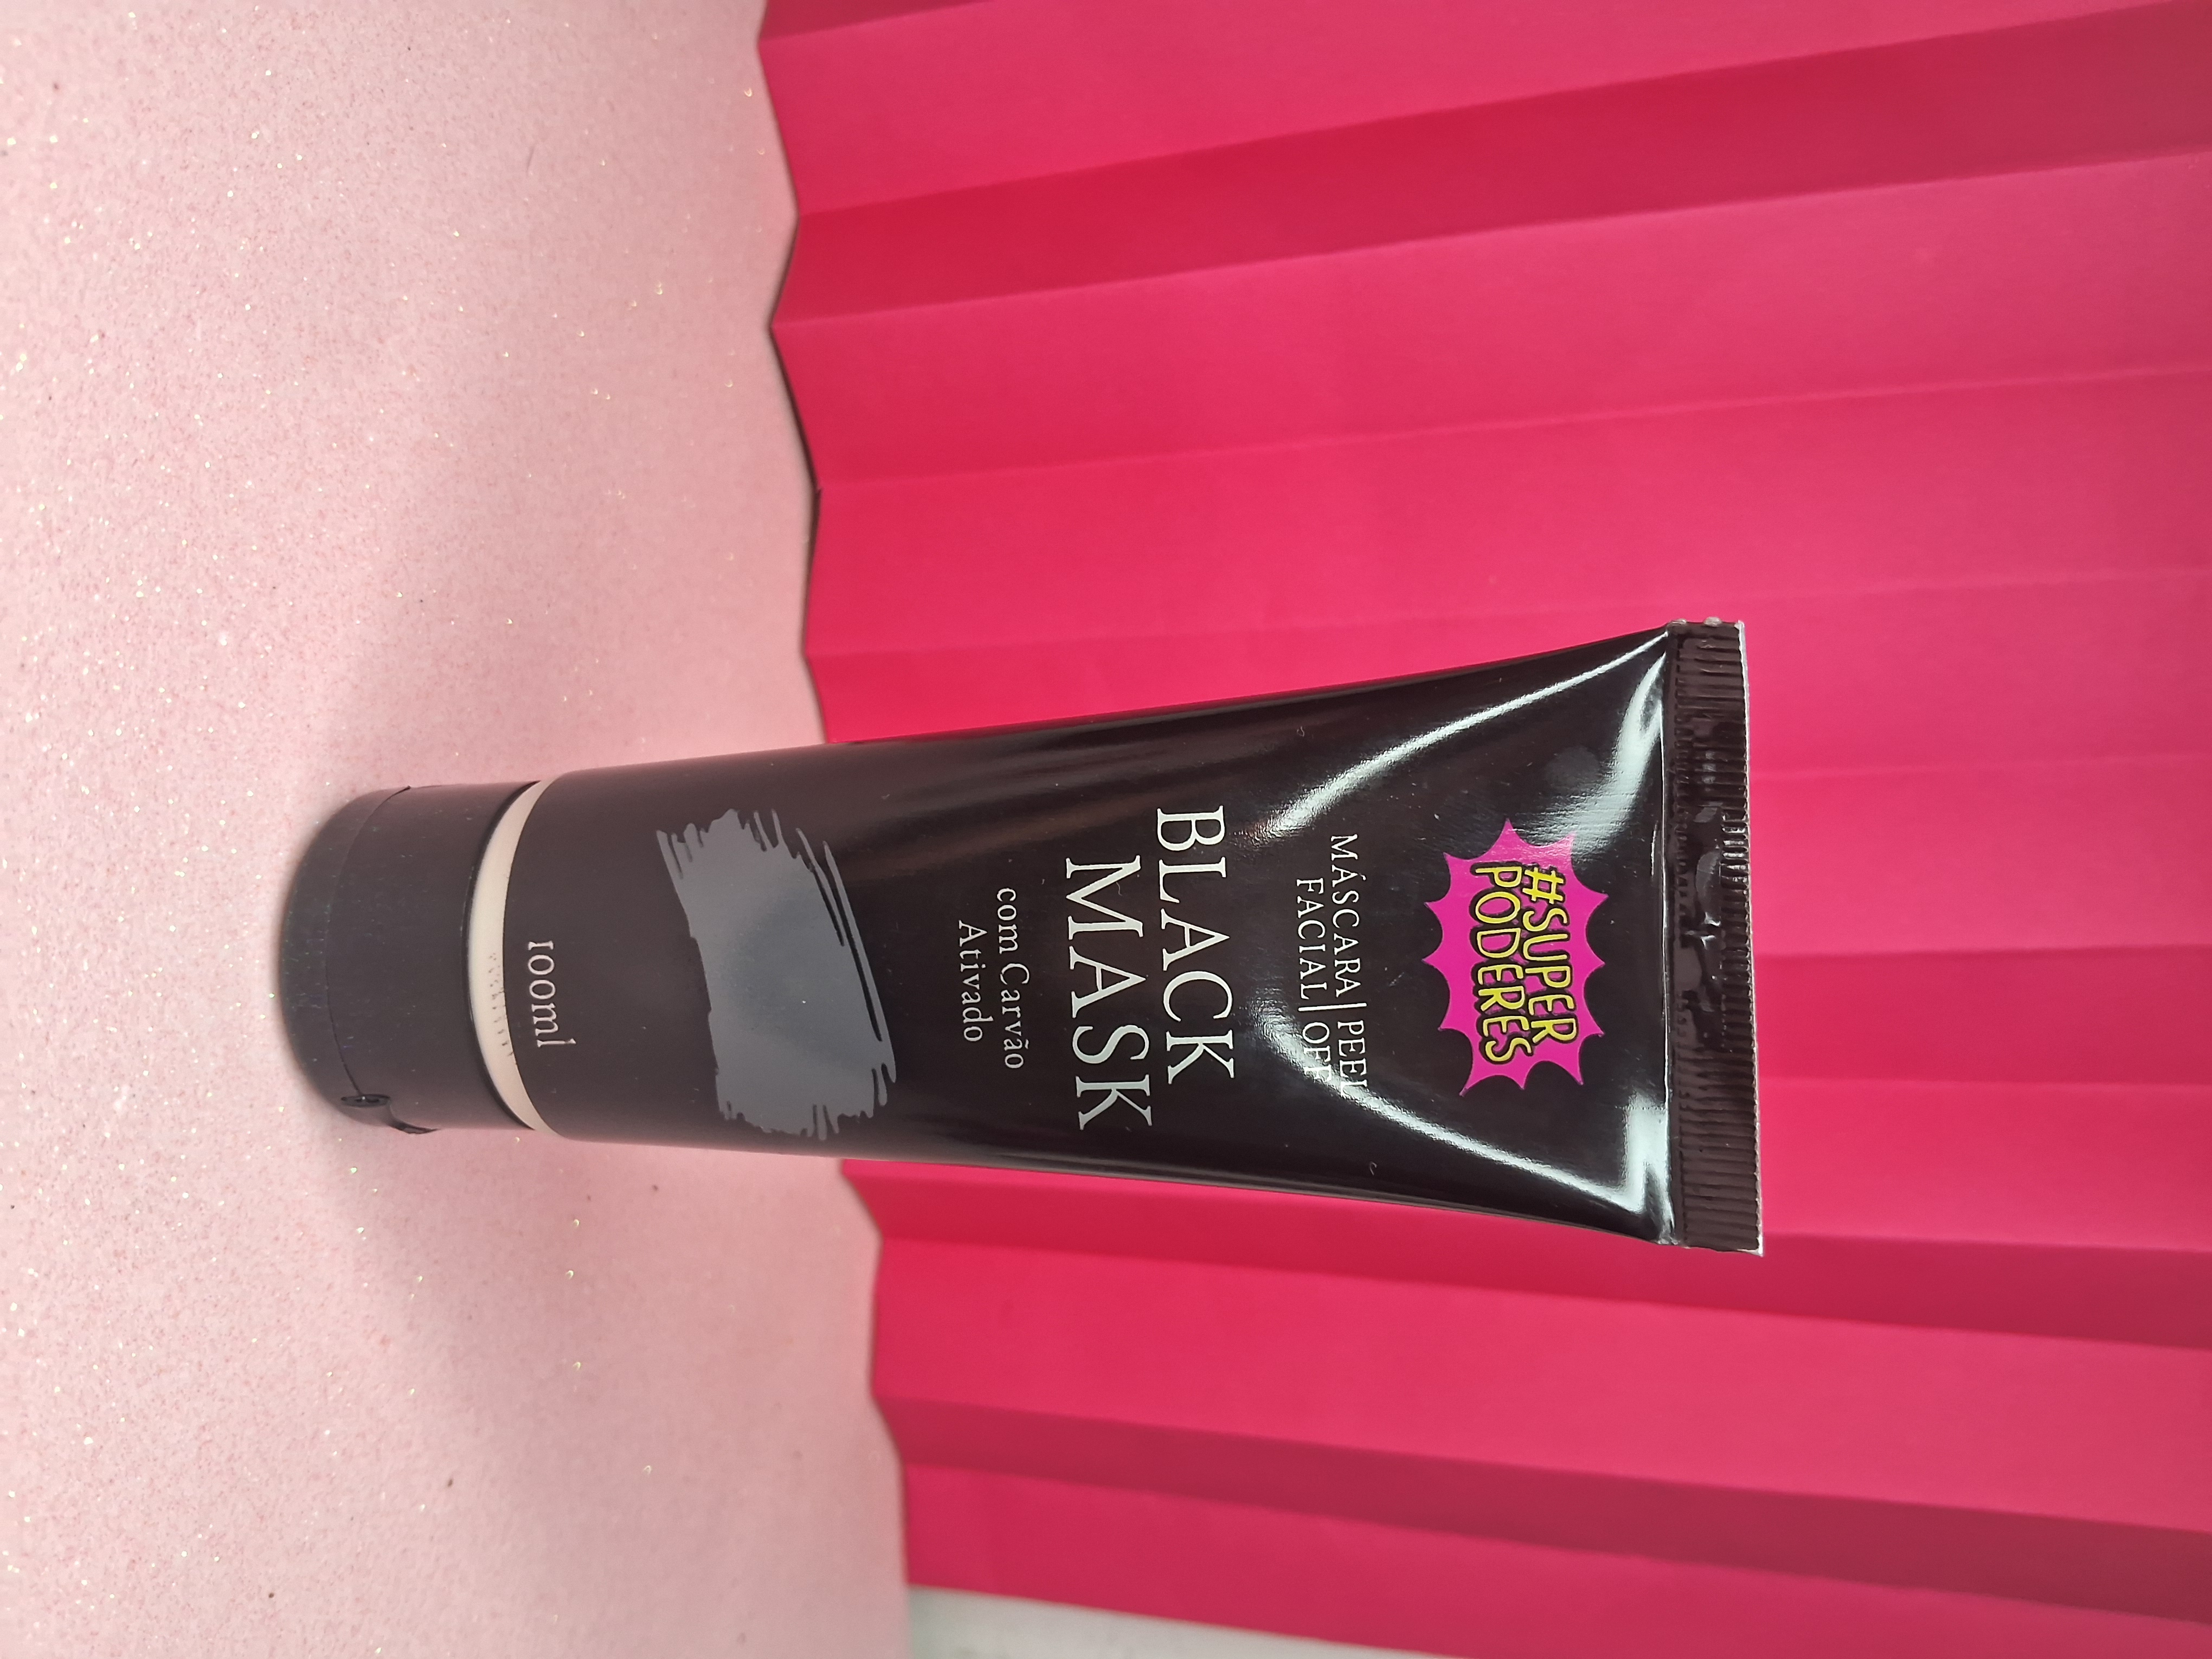 #SUPER
PODERES
MÁSCARA | PEEL
FACIAL | OFF
BLACK
MASK
com Carvão
Ativado
100ml